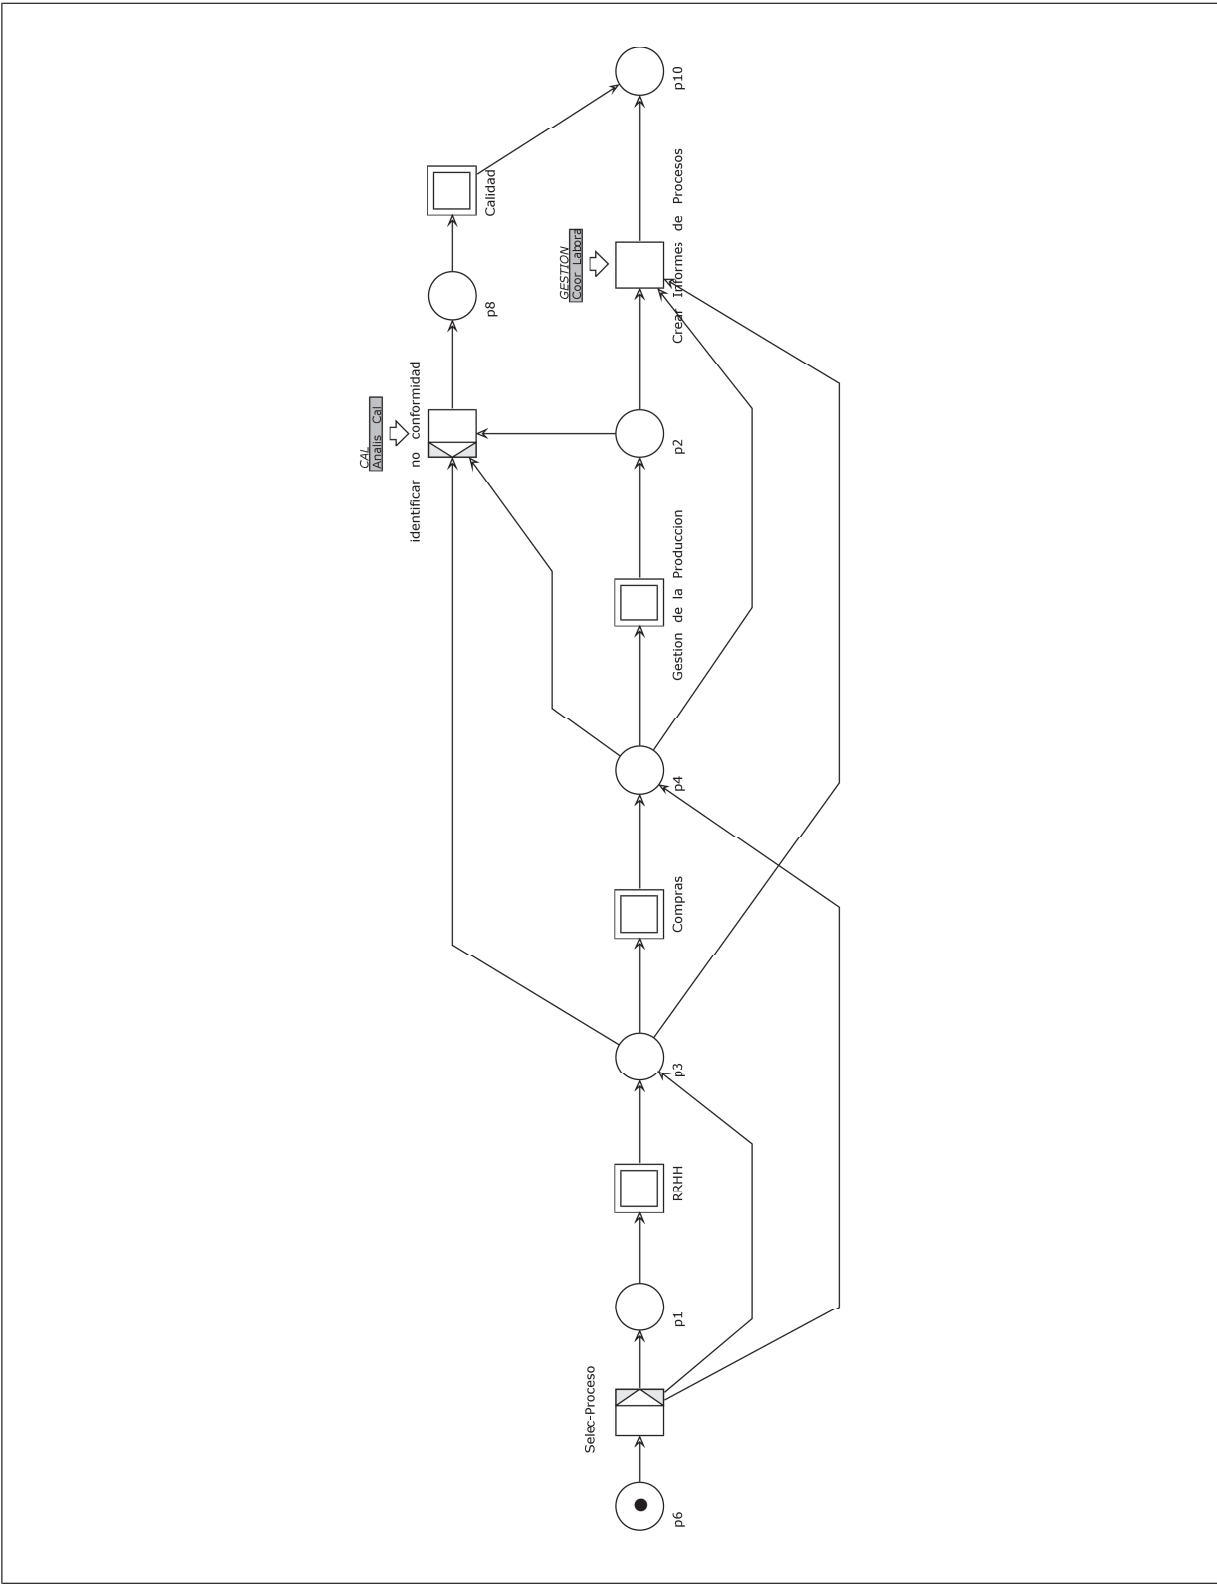 p6
Selec-Proceso
p1
RRHH
p3
Compras
p4
Gestion de la Produccion
p2
CAL
Analis Cal
identificar no conformidad
p8
GESTION
Coor Labora
Crear Informes de Procesos
Calidad
p10